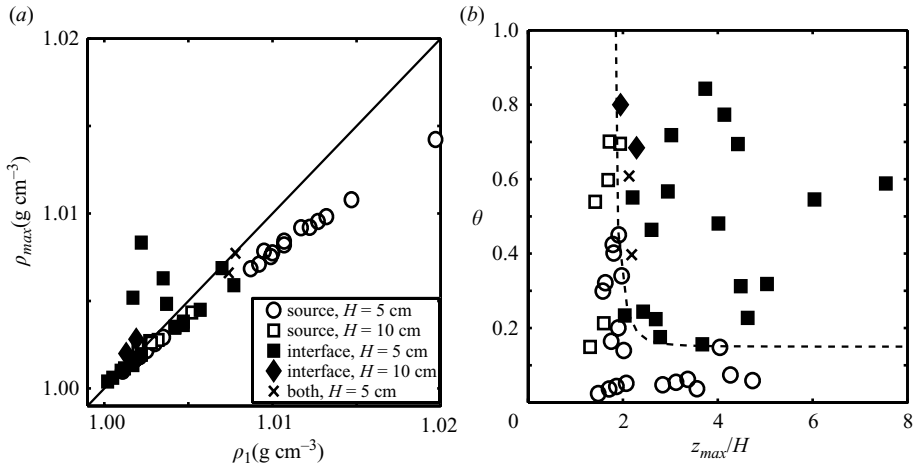 (a)
1.02
1.01
1.00
ρmax(g cm–3)
1.00
1.01
1.02
ρ1(g cm–3)
source, H = 5 cm
source, H = 10 cm
interface, H = 5 cm
interface, H = 10 cm
both, H = 5 cm
(b)
1.0
0.8
0.6
θ
0.4
0.2
0
2
4
6
8
zmax/H